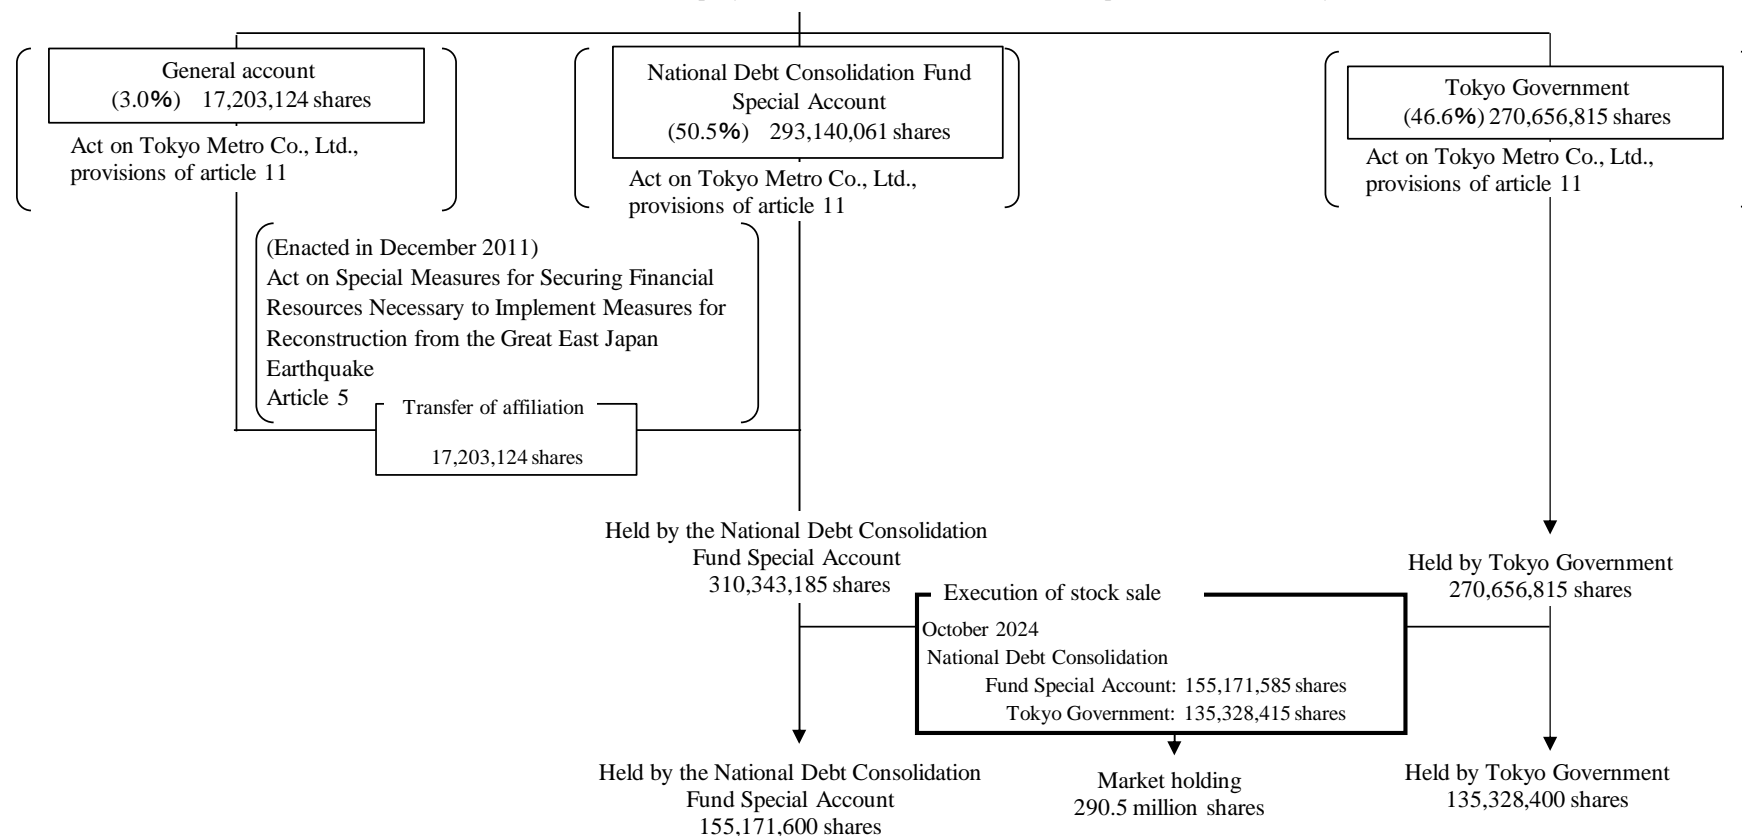 General account
(3.0%) 17,203,124 shares
Act on Tokyo Metro Co., Ltd.,
provisions of article 11
National Debt Consolidation Fund
Special Account
(50.5%) 293,140,061 shares
Act on Tokyo Metro Co., Ltd.,
provisions of article 11
Tokyo Government
(46.6%) 270,656,815 shares
Act on Tokyo Metro Co., Ltd.,
provisions of article 11
(Enacted in December 2011)
Act on Special Measures for Securing Financial
Resources Necessary to Implement Measures for
Reconstruction from the Great East Japan
Earthquake
Article 5
Transfer of affiliation
17,203,124 shares
Held by the National Debt Consolidation
Fund Special Account
310,343,185 shares
Held by Tokyo Government
270,656,815 shares
Execution of stock sale
October 2024
National Debt Consolidation
Fund Special Account: 155,171,585 shares
Tokyo Government: 135,328,415 shares
Held by the National Debt Consolidation
Fund Special Account
155,171,600 shares
Market holding
290.5 million shares
Held by Tokyo Government
135,328,400 shares